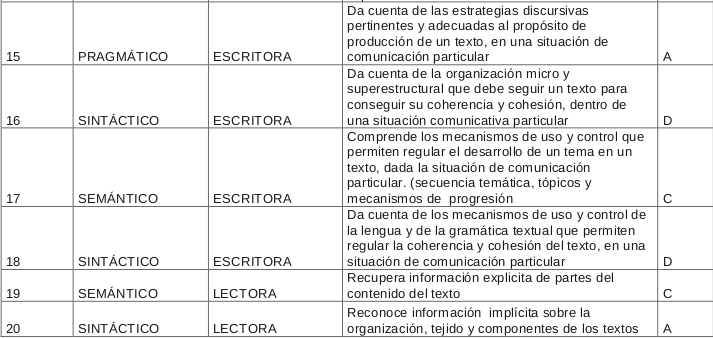 Da cuenta de las estrategias discursivas
pertinentes y adecuadas al propósito de
producción de un texto, en una situación de
15 PRAGMÁTICO ESCRITORA comunicación particular A
Da cuenta de la organización micro y
superestructural que debe seguir un texto para
conseguir su coherencia y cohesión, dentro de
16 SINTÁCTICO ESCRITORA una situación comunicativa particular D
Comprende los mecanismos de uso y control que
permiten regular el desarrollo de un tema en un
texto, dada la situación de comunicación
particular. (secuencia temática, tópicos y
17 SEMÁNTICO ESCRITORA mecanismos de progresión C
Da cuenta de los mecanismos de uso y control de
la lengua y de la gramática textual que permiten
regular la coherencia y cohesión del texto, en una
18 SINTÁCTICO ESCRITORA situación de comunicación particular D
Recupera información explicita de partes del
19 SEMÁNTICO LECTORA contenido del texto C
Reconoce información implícita sobre la
20 SINTÁCTICO LECTORA organización, tejido y componentes de los textos A